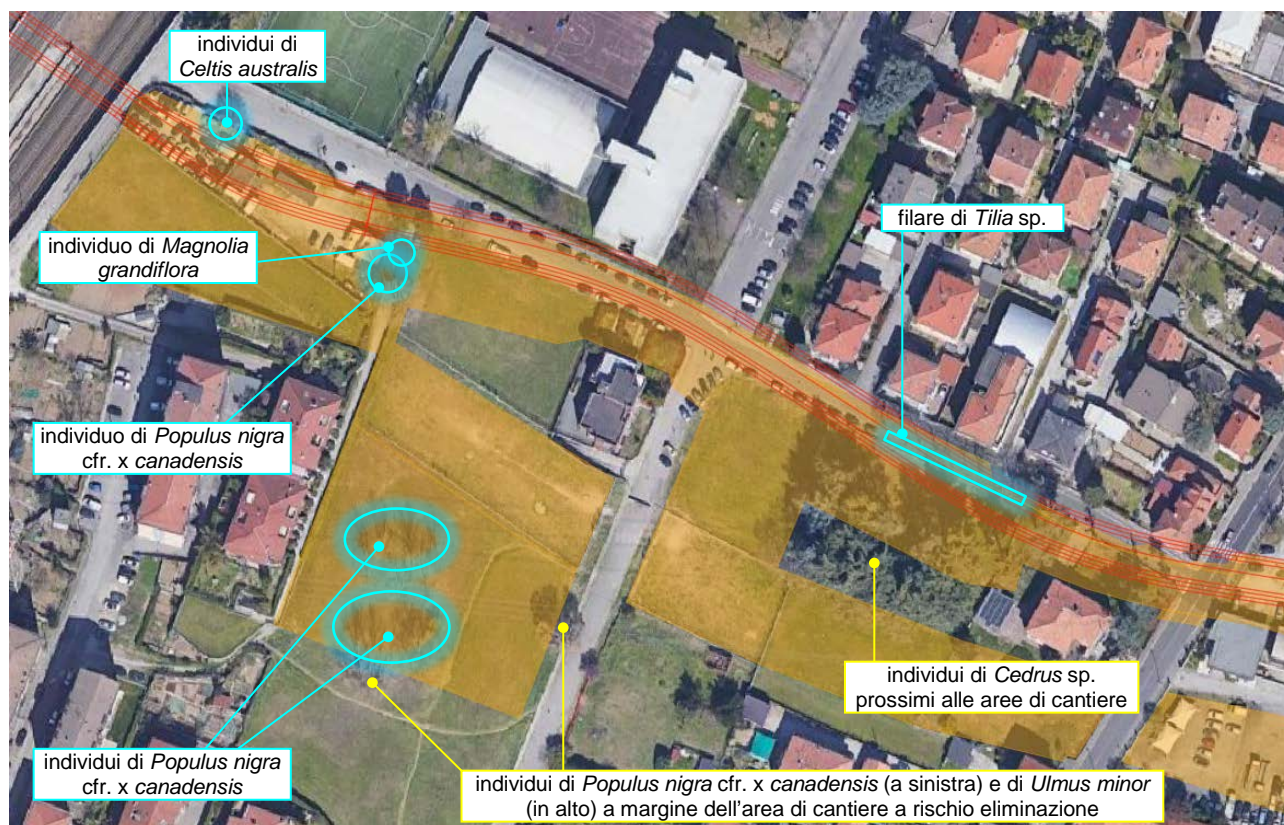 individui di
Celtis australis
filare di Tilia sp.
individuo di Magnolia
grandiflora
individuo di Populus nigra
cfr. x canadensis
individui di Cedrus sp.
prossimi alle aree di cantiere
individui di Populus nigra
cfr. x canadensis
individui di Populus nigra cfr. x canadensis (a sinistra) e di Ulmus minor
(in alto) a margine dell'area di cantiere a rischio eliminazione